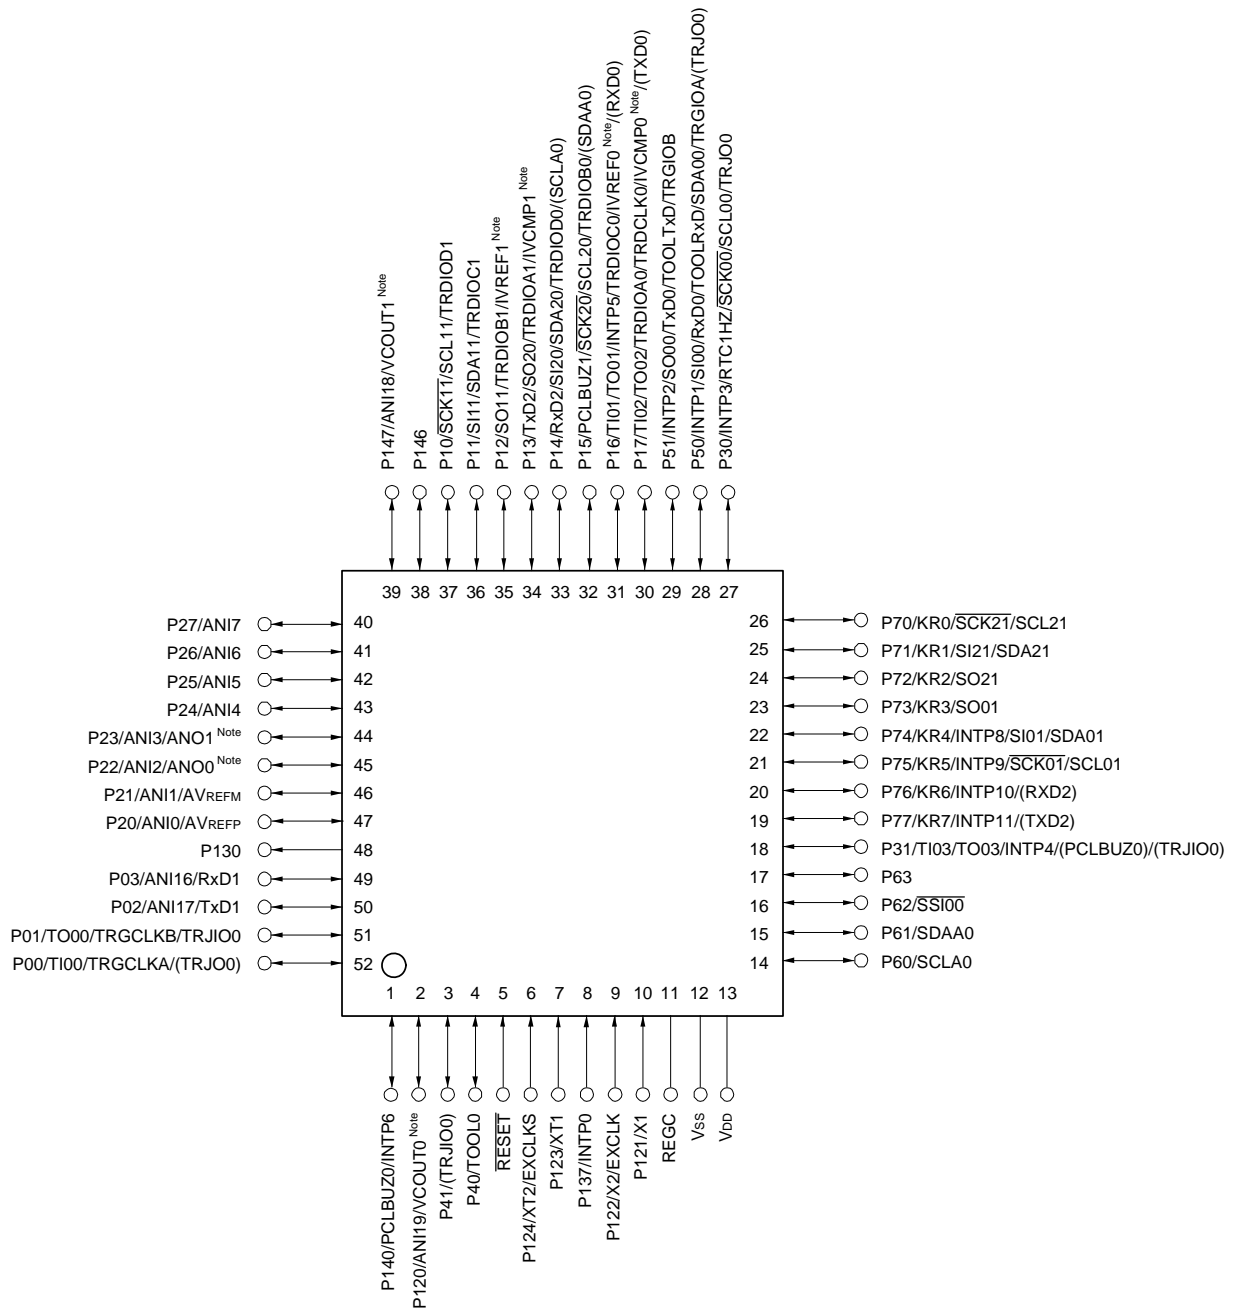 P147/ANI18/VCOUT1 Note
P146
P10/SCK11/SCL11/TRDIOD1
P11/SI11/SDA11/TRDIOC1
P12/SO11/TRDIOB1/IVREF1 Note
P13/TxD2/SO20/TRDIOA1/IVCMP1 Note
P14/RxD2/SI20/SDA20/TRDIOD0/(SCLA0)
P15/PCLBUZ1/SCK20/SCL20/TRDIOB0/(SDAA0)
P16/TI01/TO01/INTP5/TRDIOC0/IVREF0 Note/(RXD0)
P17/TI02/TO02/TRDIOA0/TRDCLK0/IVCMP0 Note/(TXD0)
P51/INTP2/SO00/TxD0/TOOLTxD/TRGIOB
P50/INTP1/SI00/RxD0/TOOLRxD/SDA00/TRGIOA/(TRJO0)
P30/INTP3/RTC1HZ/SCK00/SCL00/TRJO0
39 38 37 36 35 34 33 32 31 30 29 28 27
P27/ANI7 40
P26/ANI6 41
P25/ANI5 42
P24/ANI4 43
P23/ANI3/ANO1 Note 44
P22/ANI2/ANO0 Note 45
P21/ANI1/AVREFM 46
P20/ANI0/AVREFP 47
P130 48
P03/ANI16/RxD1 49
P02/ANI17/TxD1 50
P01/TO00/TRGCLKB/TRJIO0 51
P00/TI00/TRGCLKA/(TRJO0) 52
26 P70/KR0/SCK21/SCL21
25 P71/KR1/SI21/SDA21
24 P72/KR2/SO21
23 P73/KR3/SO01
22 P74/KR4/INTP8/SI01/SDA01
21 P75/KR5/INTP9/SCK01/SCL01
20 P76/KR6/INTP10/(RXD2)
19 P77/KR7/INTP11/(TXD2)
18 P31/TI03/TO03/INTP4/(PCLBUZ0)/(TRJIO0)
17 P63
16 P62/SSI00
15 P61/SDAA0
14 P60/SCLA0
1 2 3 4 5 6 7 8 9 10 11 12 13
P140/PCLBUZ0/INTP6
P120/ANI19/VCOUT0 Note
P41/(TRJIO0)
P40/TOOL0
RESET
P124/XT2/EXCLKS
P123/XT1
P137/INTP0
P122/X2/EXCLK
P121/X1
REGC
VSS
VDD